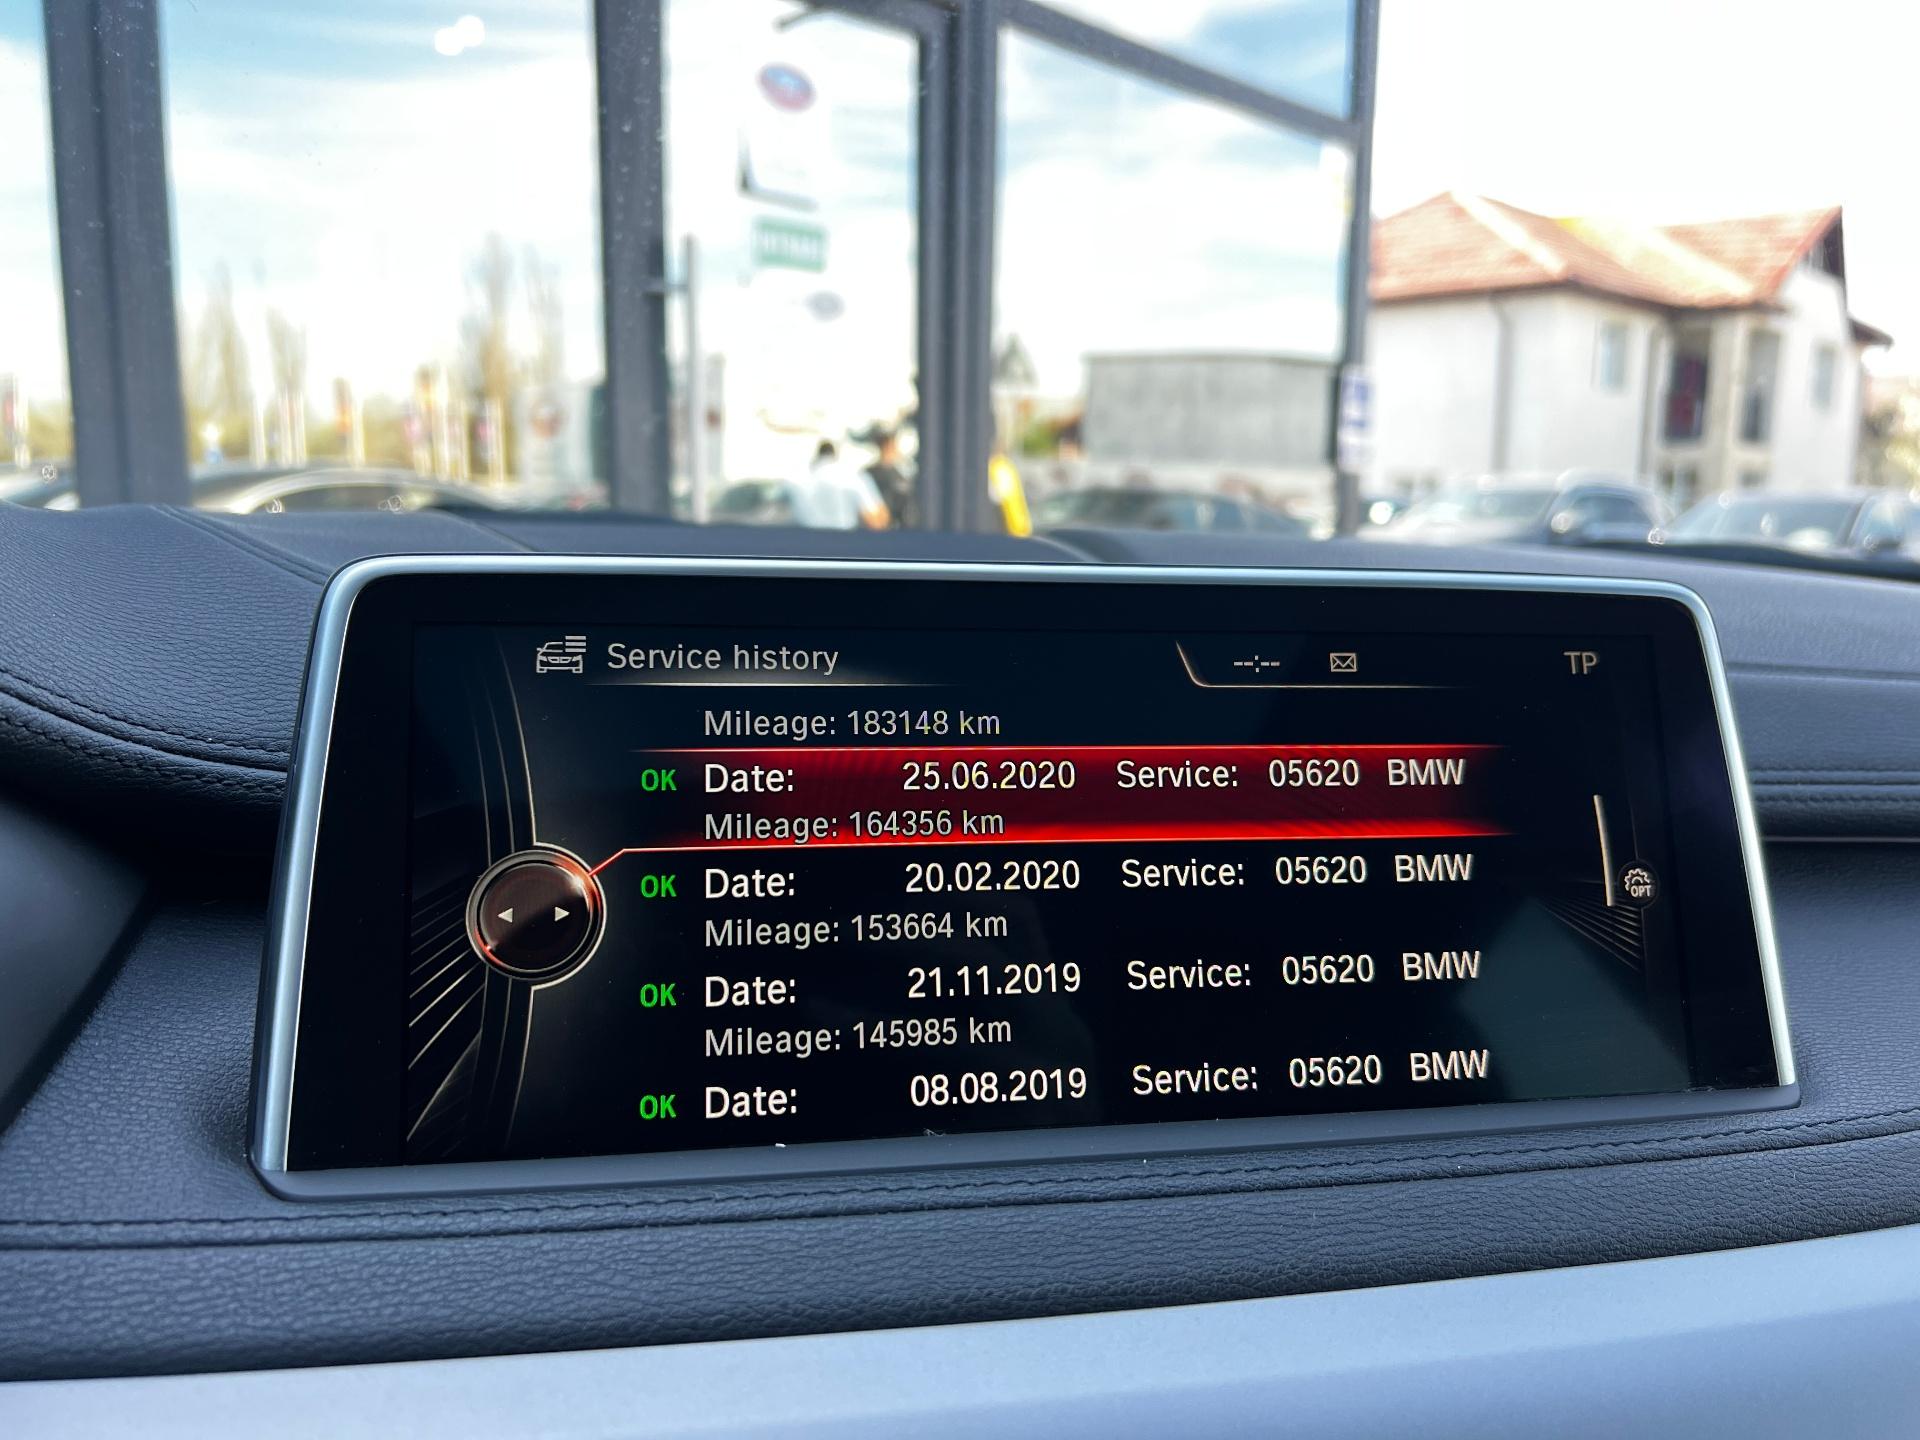 Service history --:-- TP
Mileage: 183148 km
OK Date: 25.06.2020 Service: 05620 BMW
Mileage: 164356 km
OK Date: 20.02.2020 Service: 05620 BMW
Mileage: 153664 km
OPT
OK Date: 21.11.2019 Service: 05620 BMW
Mileage: 145985 km
OK Date: 08.08.2019 Service: 05620 BMW